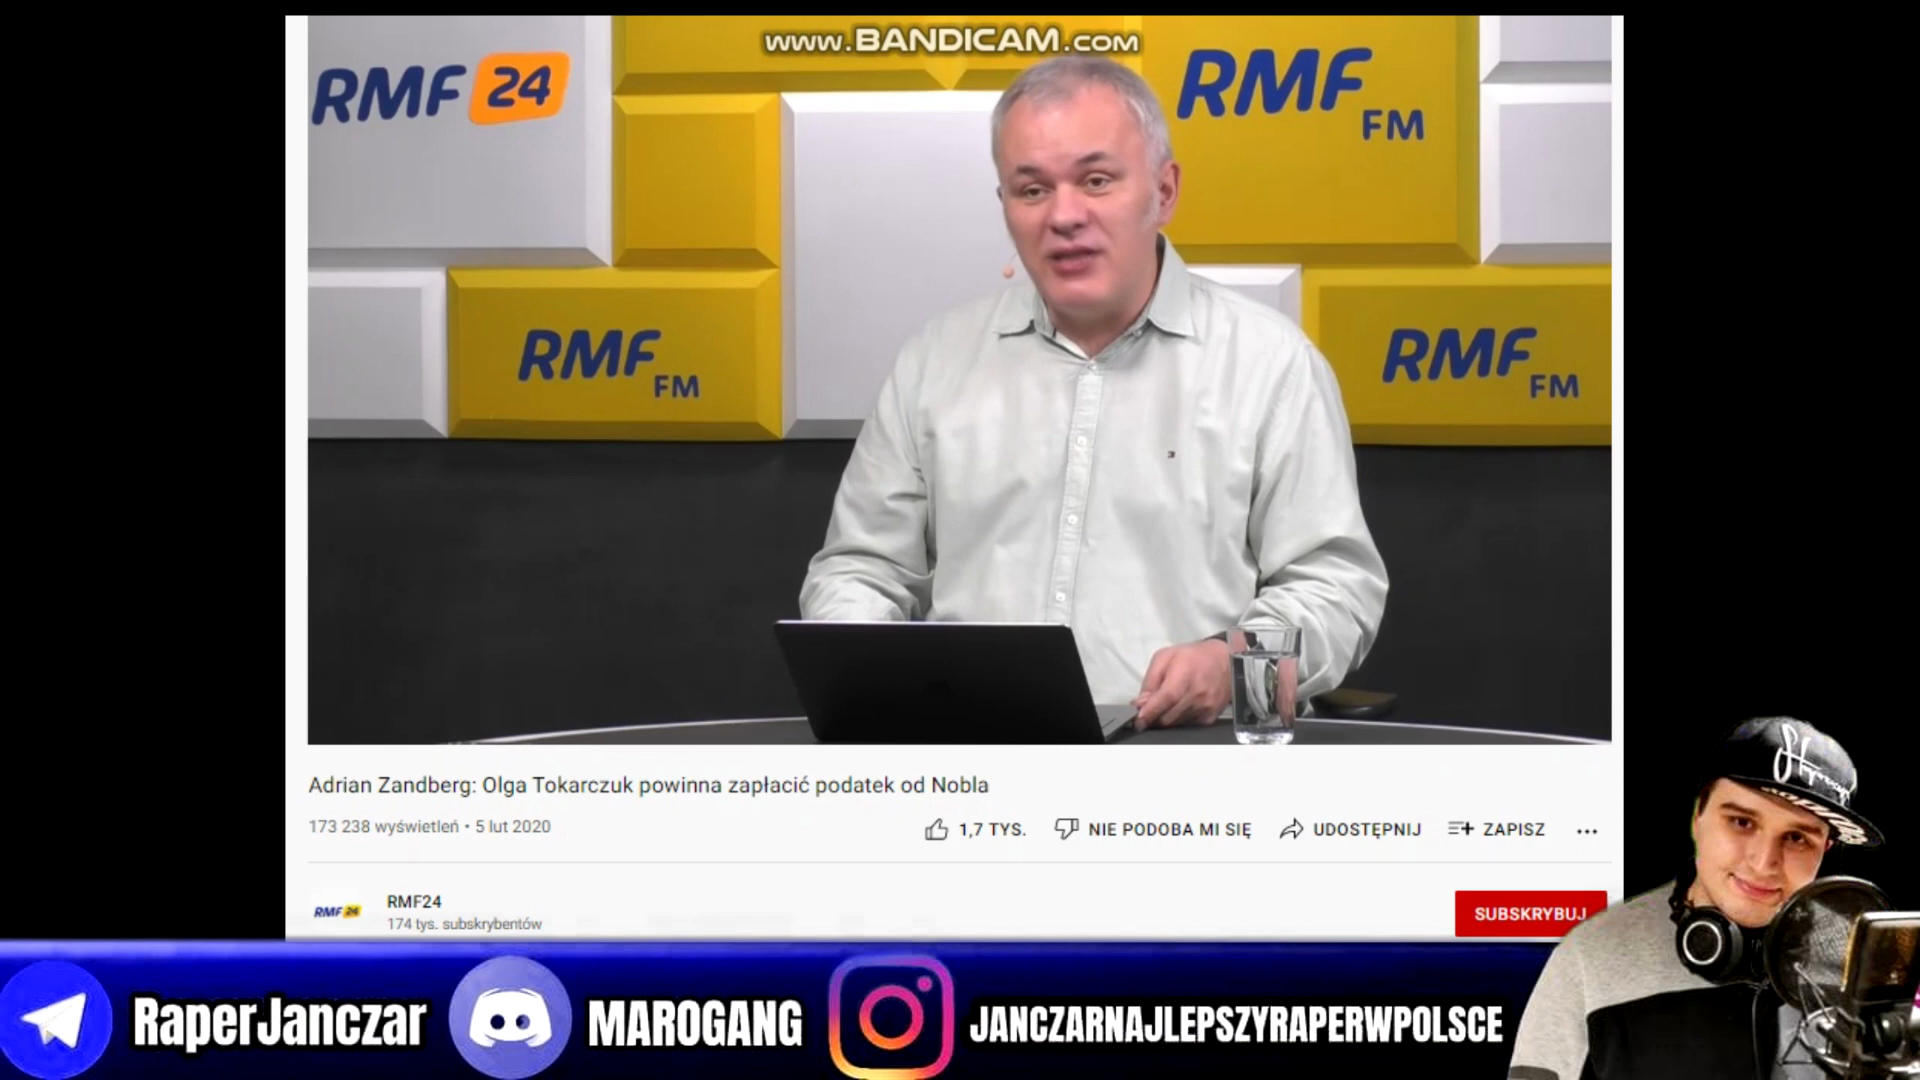 www.BANDICAM.com
RMF 24
RMF FM
RMF FM
RMF FM
Adrian Zandberg: Olga Tokarczuk powinna zapłacić podatek od Nobla
173 238 wyświetleń • 5 lut 2020
1,7 TYS.
NIE PODOBA MI SIĘ
UDOSTĘPNIJ
ZAPISZ
RMF 24
RMF24
174 tys. subskrybentów
SUBSKRYBUJ
RaperJanczar
MAROGANG
JANCZARNAJLEPSZYRAPERWPOLSCE